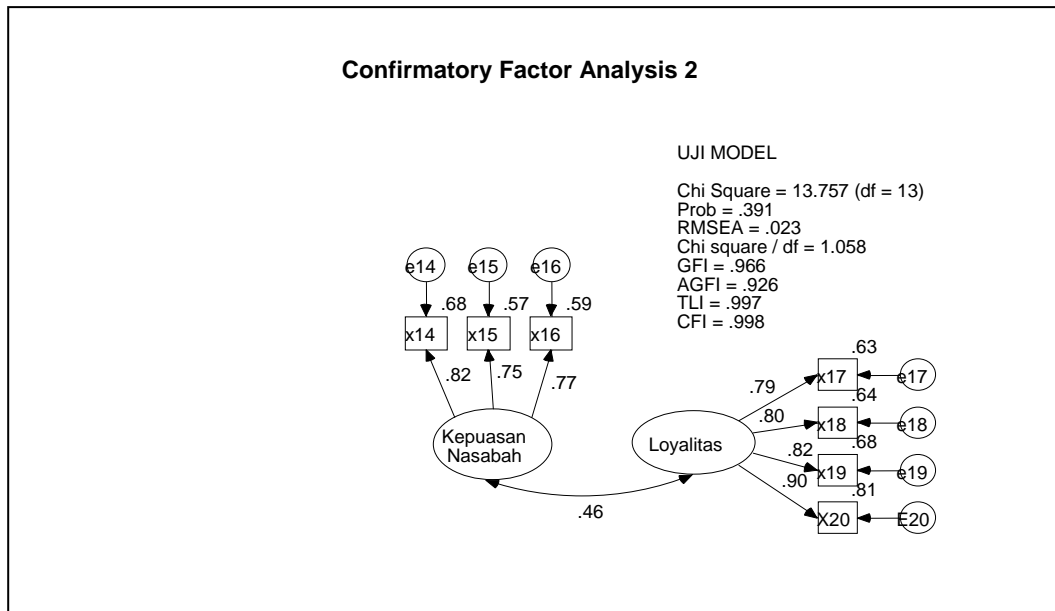 Confirmatory Factor Analysis 2
UJI MODEL
Chi Square = 13.757 (df = 13)
Prob = .391
RMSEA = .023
Chi square / df = 1.058
GFI = .966
AGFI = .926
TLI = .997
CFI = .998
e14 e15 e16
.68 .57 .59
x14 x15 x16
.82 .75 .77
Kepuasan
Nasabah
.46
Loyalitas
.79
.80
.82
.90
.63
x17 e17
.64
x18 e18
.68
x19 e19
.81
X20 E20